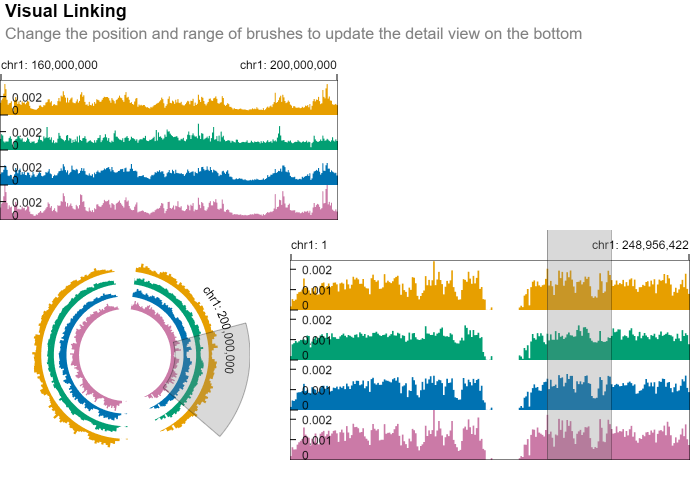 Visual Linking
Change the position and range of brushes to update the detail view on the bottom
chr1: 160,000,000
chr1: 200,000,000
0.002
0
0.002
0
0.002
0
0.002
0
chr1: 200,000,000
chr1: 1
chr1: 248,956,422
0.002
0.001
0
0.002
0.001
0
0.002
0.001
0
0.002
0.001
0